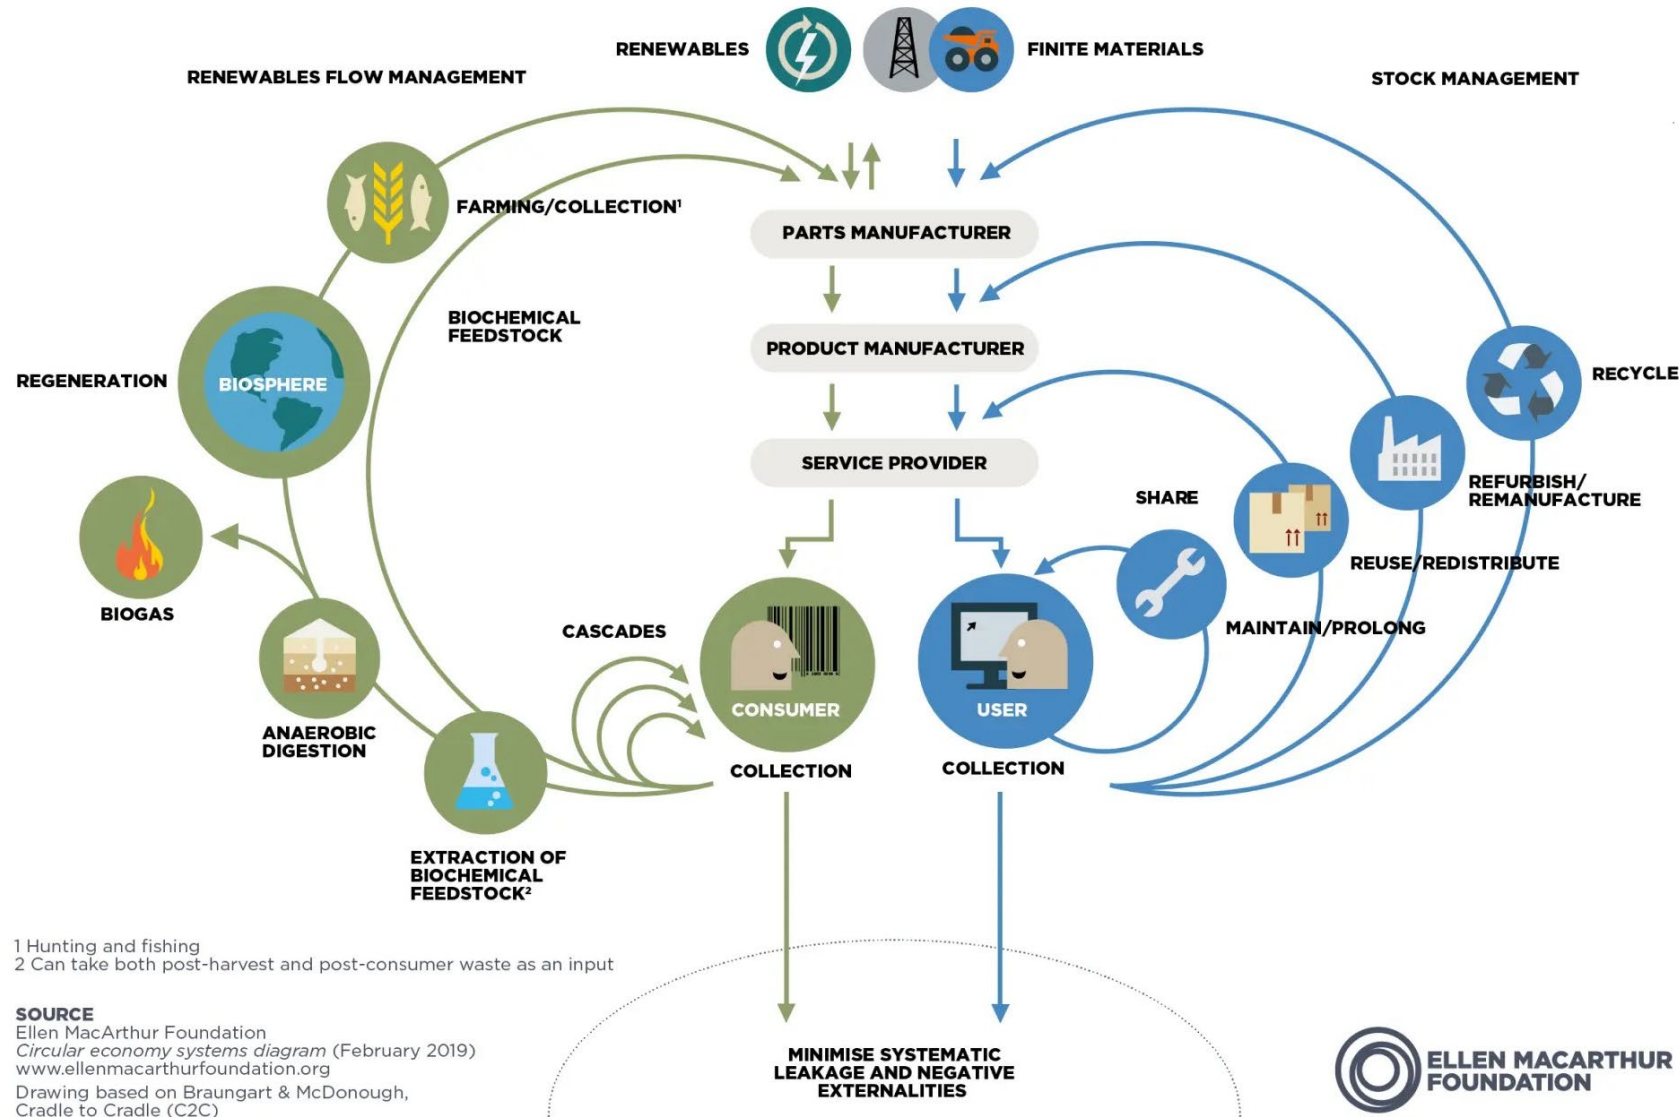 RENEWABLES
FINITE MATERIALS
RENEWABLES FLOW MANAGEMENT
STOCK MANAGEMENT
FARMING/COLLECTION¹
PARTS MANUFACTURER
BIOCHEMICAL
FEEDSTOCK
PRODUCT MANUFACTURER
REGENERATION
BIOSPHERE
RECYCLE
SERVICE PROVIDER
SHARE
REFURBISH/
REMANUFACTURE
REUSE/REDISTRIBUTE
BIOGAS
CASCADES
MAINTAIN/PROLONG
CONSUMER
USER
ANAEROBIC
DIGESTION
COLLECTION
COLLECTION
EXTRACTION OF
BIOCHEMICAL
FEEDSTOCK²
1 Hunting and fishing
2 Can take both post-harvest and post-consumer waste as an input
SOURCE
Ellen MacArthur Foundation
Circular economy systems diagram (February 2019)
www.ellenmacarthurfoundation.org
Drawing based on Braungart & McDonough,
Cradle to Cradle (C2C)
MINIMISE SYSTEMATIC
LEAKAGE AND NEGATIVE
EXTERNALITIES
ELLEN MACARTHUR
FOUNDATION